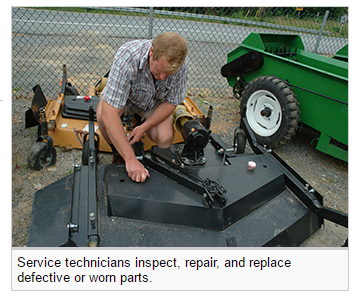 Service technicians inspect, repair, and replace
defective or worn parts.